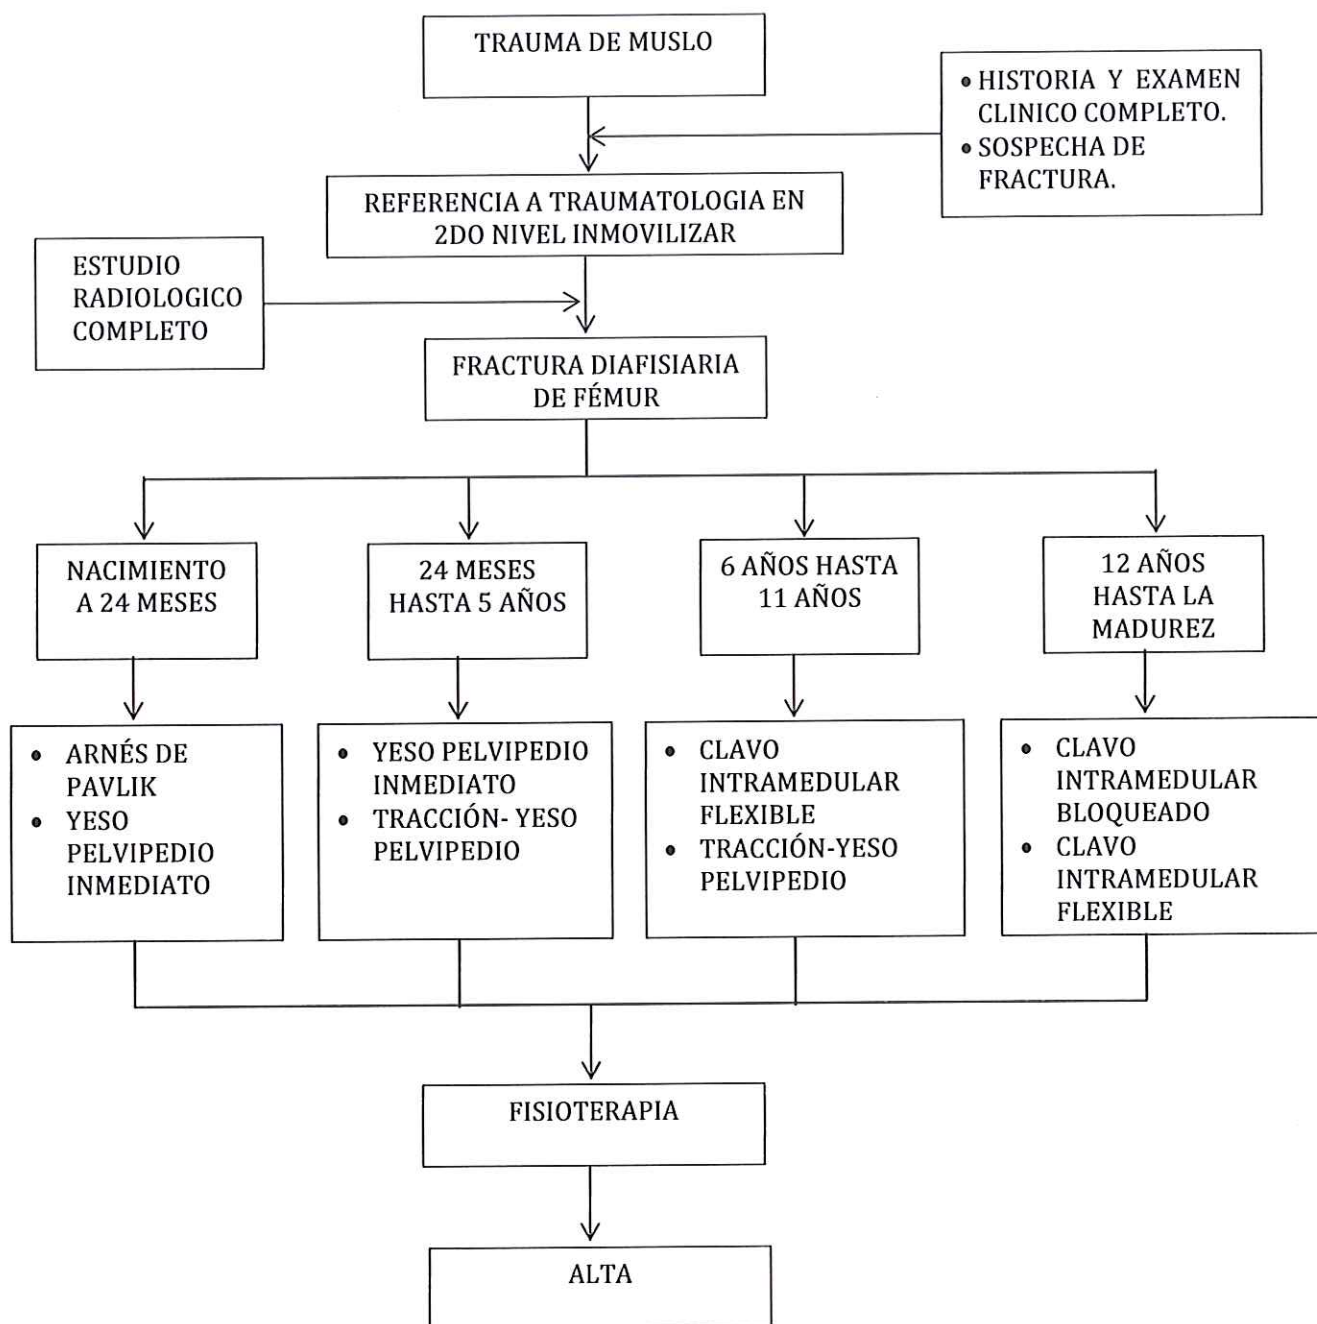 TRAUMA DE MUSLO
• HISTORIA Y EXAMEN
CLINICO COMPLETO.
• SOSPECHA DE
FRACTURA.
REFERENCIA A TRAUMATOLOGIA EN
2DO NIVEL INMOVILIZAR
ESTUDIO
RADIOLOGICO
COMPLETO
FRACTURA DIAFISIARIA
DE FÉMUR
NACIMIENTO
A 24 MESES
24 MESES
HASTA 5 AÑOS
6 AÑOS HASTA
11 AÑOS
12 AÑOS
HASTA LA
MADUREZ
• ARNÉS DE
PAVLIK
• YESO
PELVIPEDIO
INMEDIATO
• YESO PELVIPEDIO
INMEDIATO
• TRACCIÓN- YESO
PELVIPEDIO
• CLAVO
INTRAMEDULAR
FLEXIBLE
• TRACCIÓN-YESO
PELVIPEDIO
• CLAVO
INTRAMEDULAR
BLOQUEADO
• CLAVO
INTRAMEDULAR
FLEXIBLE
FISIOTERAPIA
ALTA